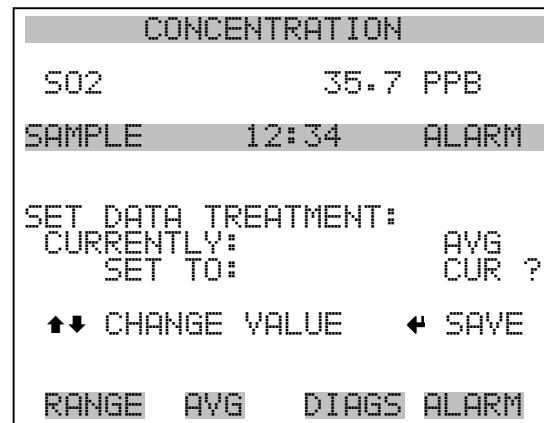 CONCENTRATION
SO2 35.7 PPB
SAMPLE 12:34 ALARM
SET DATA TREATMENT:
CURRENTLY: AVG
SET TO: CUR ?
⬆⬇ CHANGE VALUE ↵ SAVE
RANGE AVG DIAGS ALARM